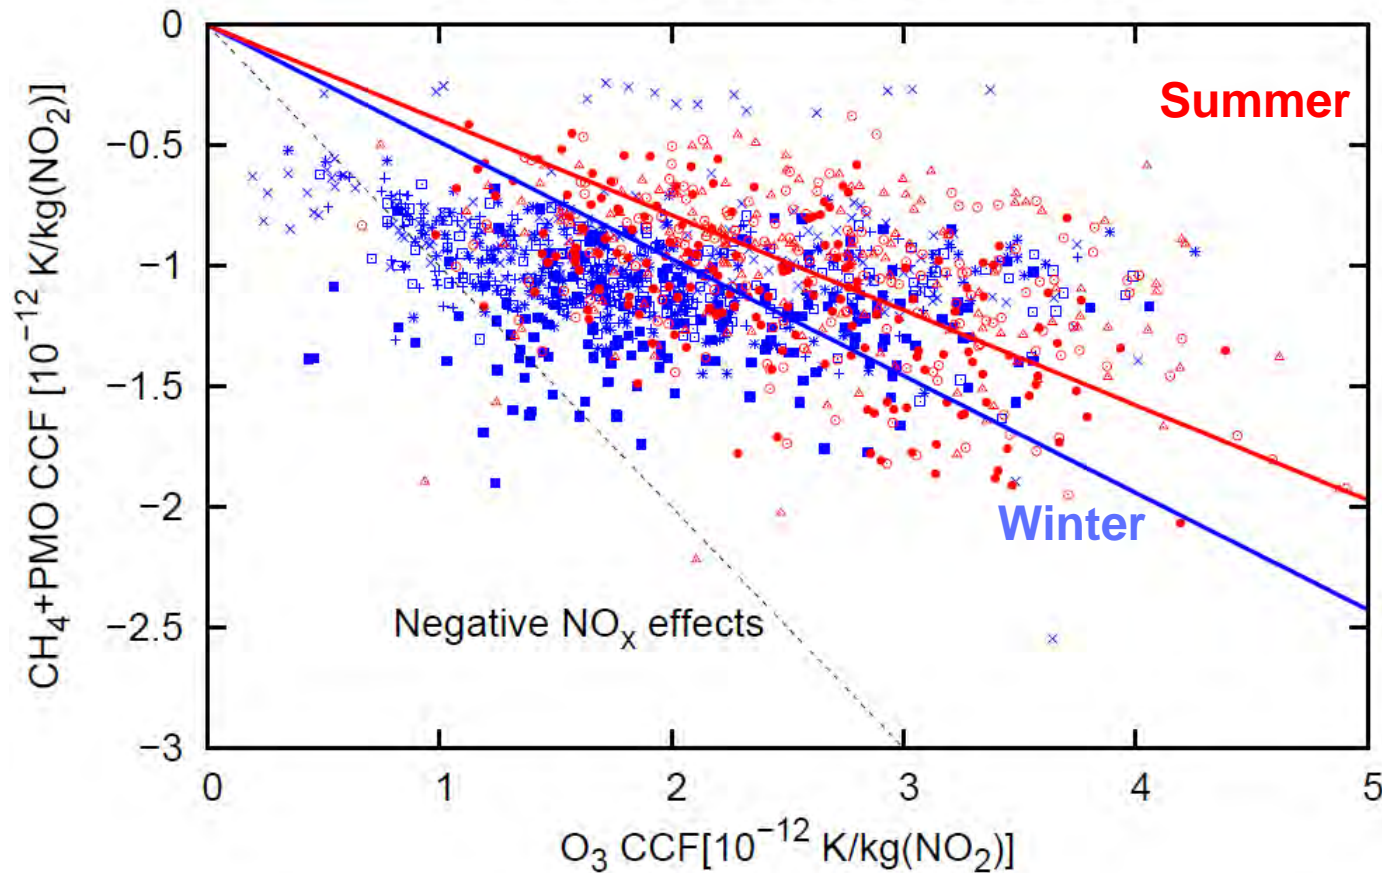 CH₄+PMO CCF [10⁻¹² K/kg(NO₂)]
0
−0.5
−1
−1.5
−2
−2.5
−3
Summer
Winter
Negative NOₓ effects
0 1 2 3 4 5
O₃ CCF[10⁻¹² K/kg(NO₂)]